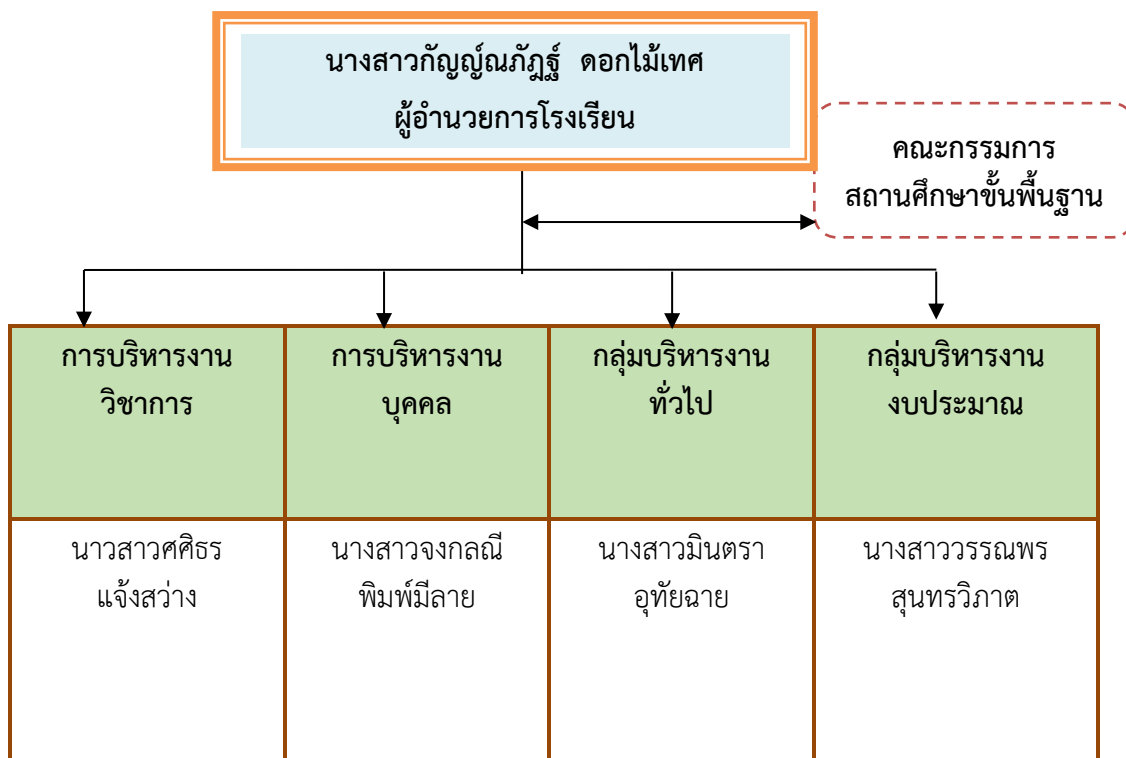 นางสาวกัญญ์ณภัฎฐ์ ดอกไม้เทศ
ผู้อำนวยการโรงเรียน
คณะกรรมการ
สถานศึกษาขั้นพื้นฐาน
การบริหารงาน
วิชาการ
การบริหารงาน
บุคคล
กลุ่มบริหารงาน
ทั่วไป
กลุ่มบริหารงาน
งบประมาณ
นาวสาวศศิธร
แจ้งสว่าง
นางสาวจงกลณี
พิมพ์มีลาย
นางสาวมินตรา
อุทัยฉาย
นางสาววรรณพร
สุนทรวิภาต